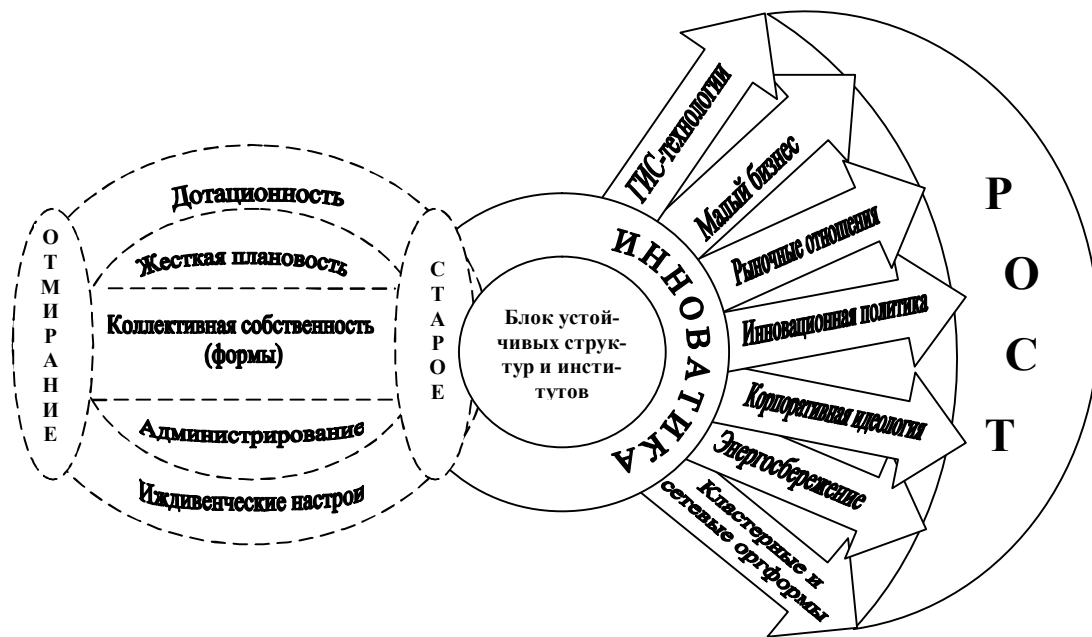 ОТМИРАНИЕ
Дотационность
Жесткая плановость
Коллективная собственность
(формы)
Администрирование
Иждивенческие настрои
СТАРОЕ
Блок устой-
чивых струк-
тур и инсти-
тутов
ИННОВАТИКА
ГИС-технологии
Малый бизнес
Рыночные отношения
Инновационная политика
Корпоративная идеология
Энергосбережение
Кластерные и
сетевые оргформы
РОСТ